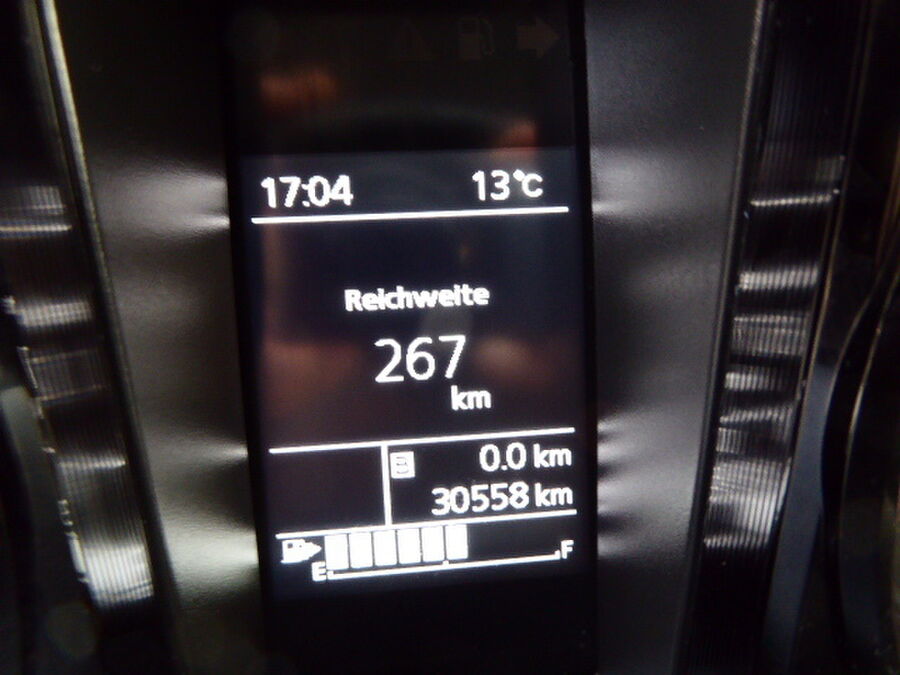 17:04 13°C
Reichweite
267
km
B 0.0 km
30558 km
E F